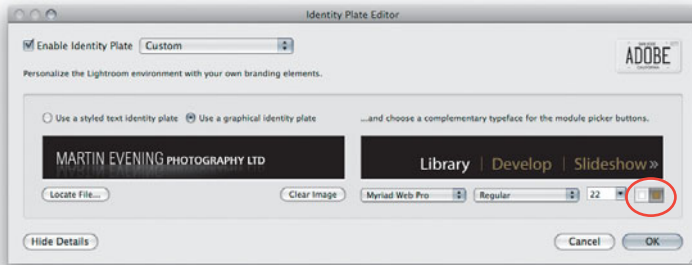 Identity Plate Editor
Enable Identity Plate Custom
ADOBE
Personalize the Lightroom environment with your own branding elements.
Use a styled text identity plate Use a graphical identity plate
...and choose a complementary typeface for the module picker buttons.
MARTIN EVENING PHOTOGRAPHY LTD
Library | Develop | Slideshow »
Locate File... Clear Image
Myriad Web Pro Regular 22
Hide Details
Cancel OK